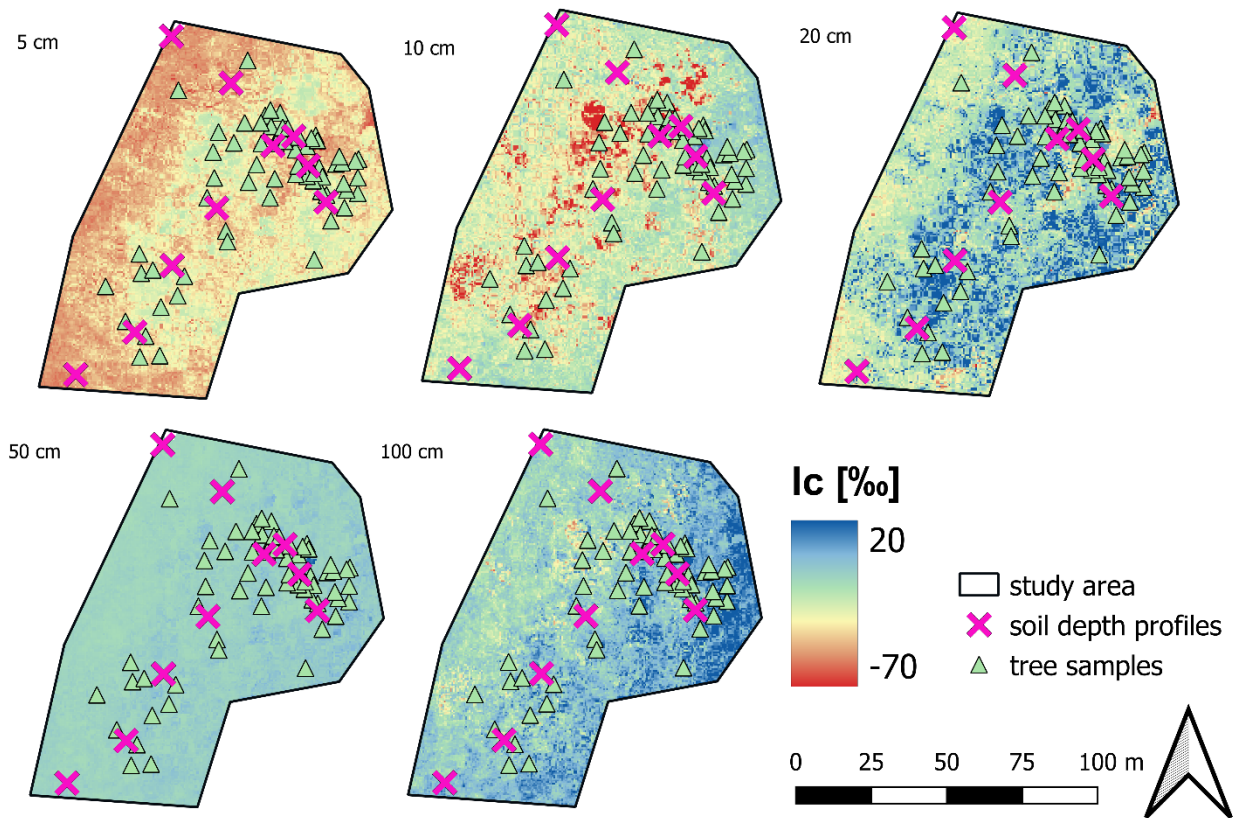 5 cm
10 cm
20 cm
50 cm
100 cm
Ic [‰]
20
-70
study area
soil depth profiles
tree samples
0 25 50 75 100 m